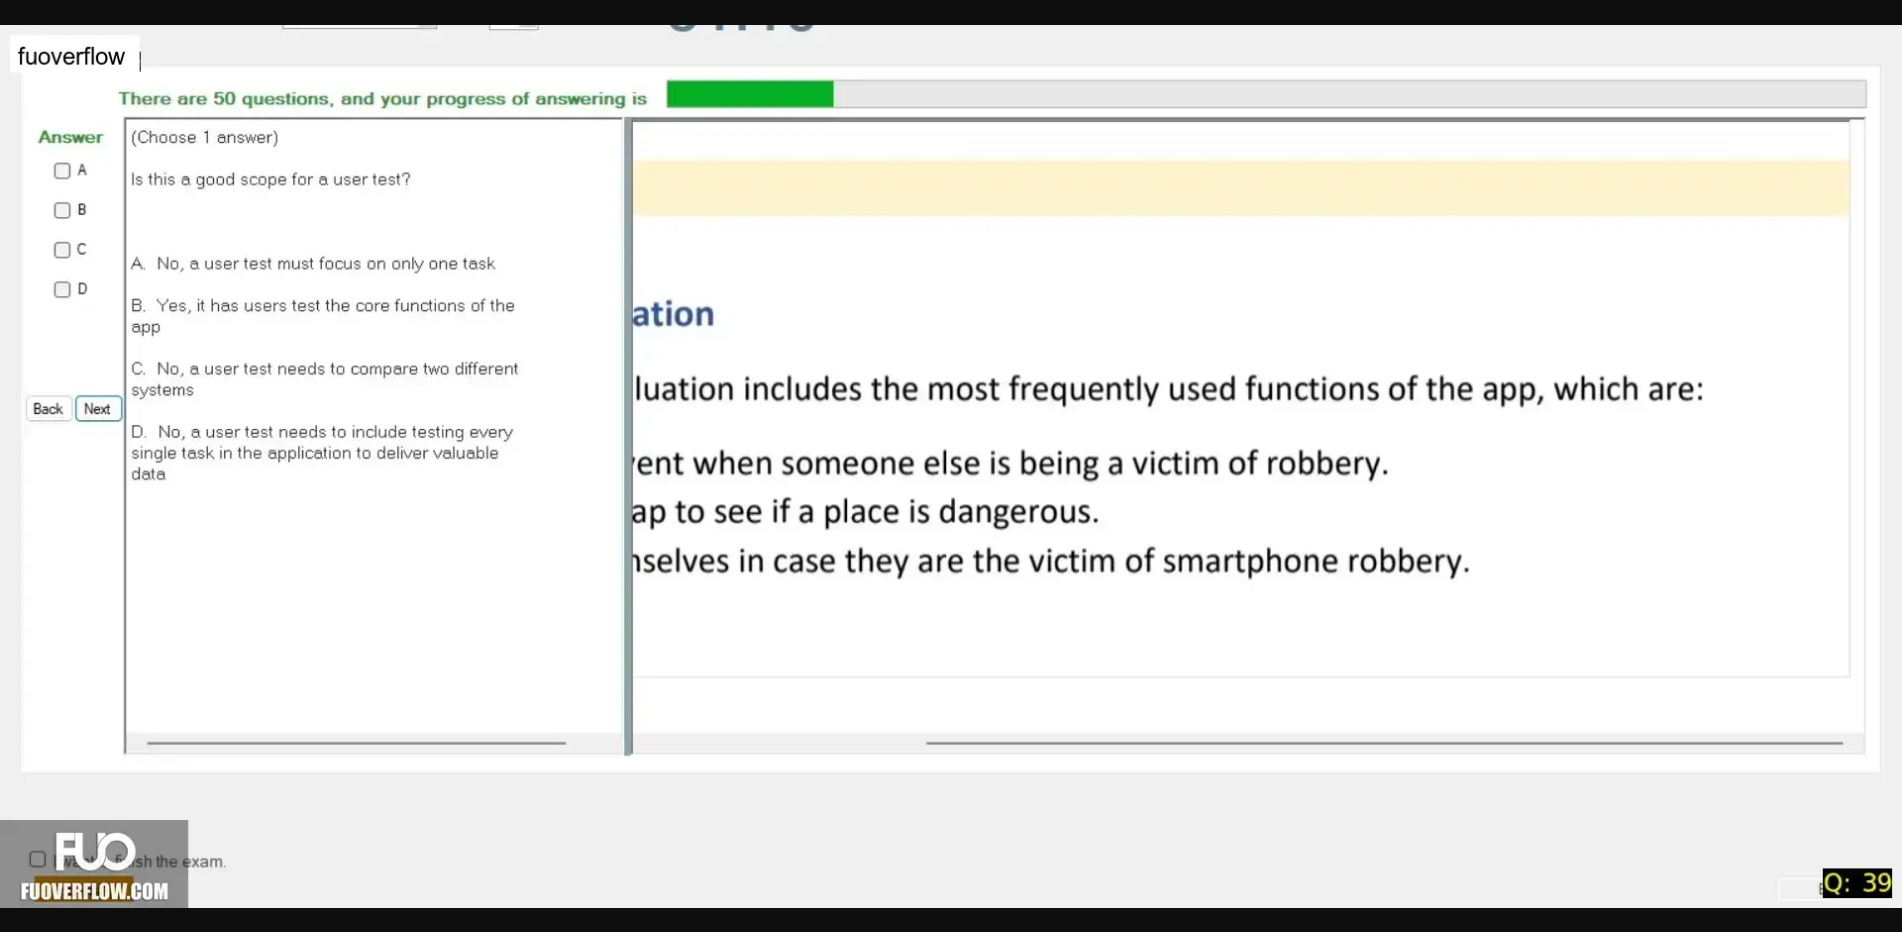 fuoverflow
There are 50 questions, and your progress of answering is
Answer
A
B
C
D
Back
Next
(Choose 1 answer)
Is this a good scope for a user test?
A. No, a user test must focus on only one task
B. Yes, it has users test the core functions of the
app
C. No, a user test needs to compare two different
systems
D. No, a user test needs to include testing every
single task in the application to deliver valuable
data
ation
luation includes the most frequently used functions of the app, which are:
ent when someone else is being a victim of robbery.
ap to see if a place is dangerous.
nselves in case they are the victim of smartphone robbery.
FUO
the exam.
FUOVERFLOW.COM
Q: 39